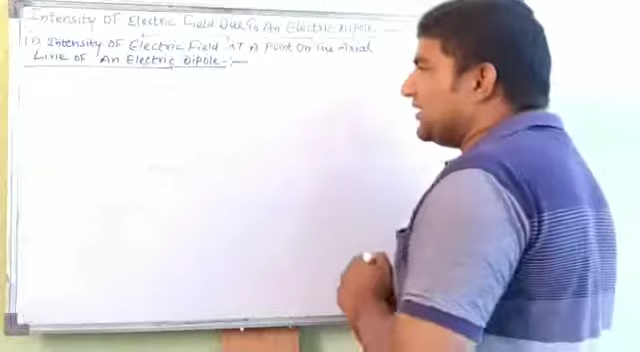 Intensity OF Electric Field Due To An Electric Dipole
(i) Intensity OF Electric Field AT A Point On The Axial
Line OF An Electric Dipole :-